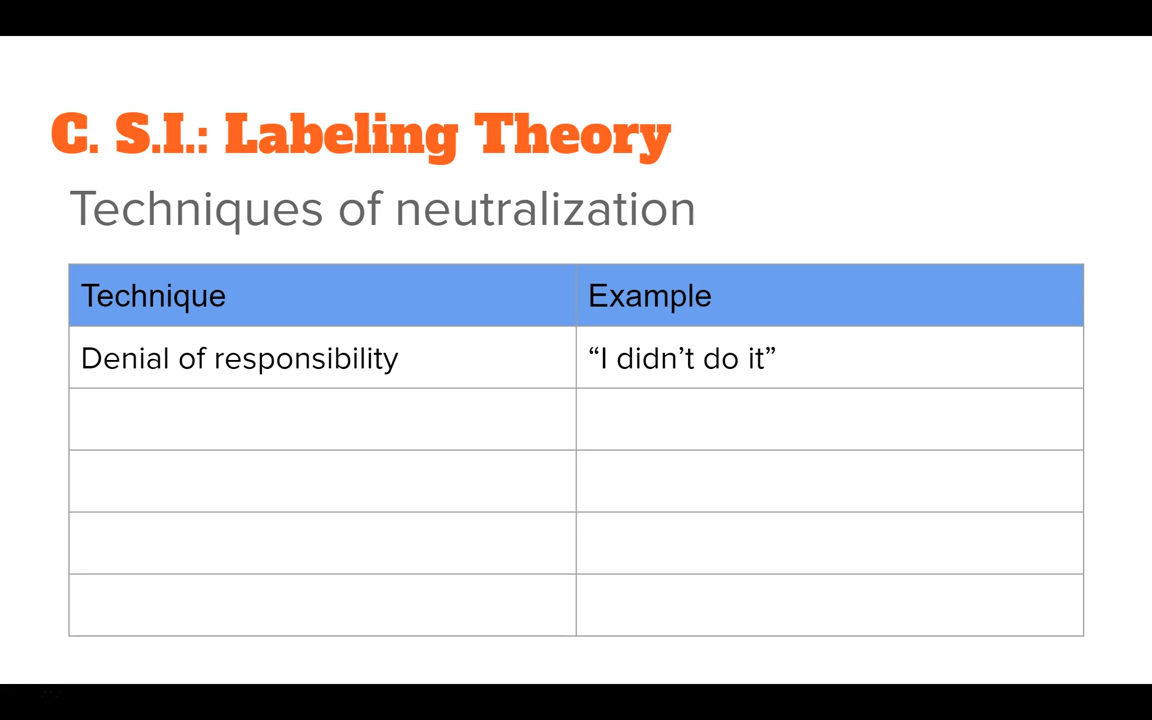 C. S.I.: Labeling Theory
Techniques of neutralization
Technique Example
Denial of responsibility “I didn’t do it”